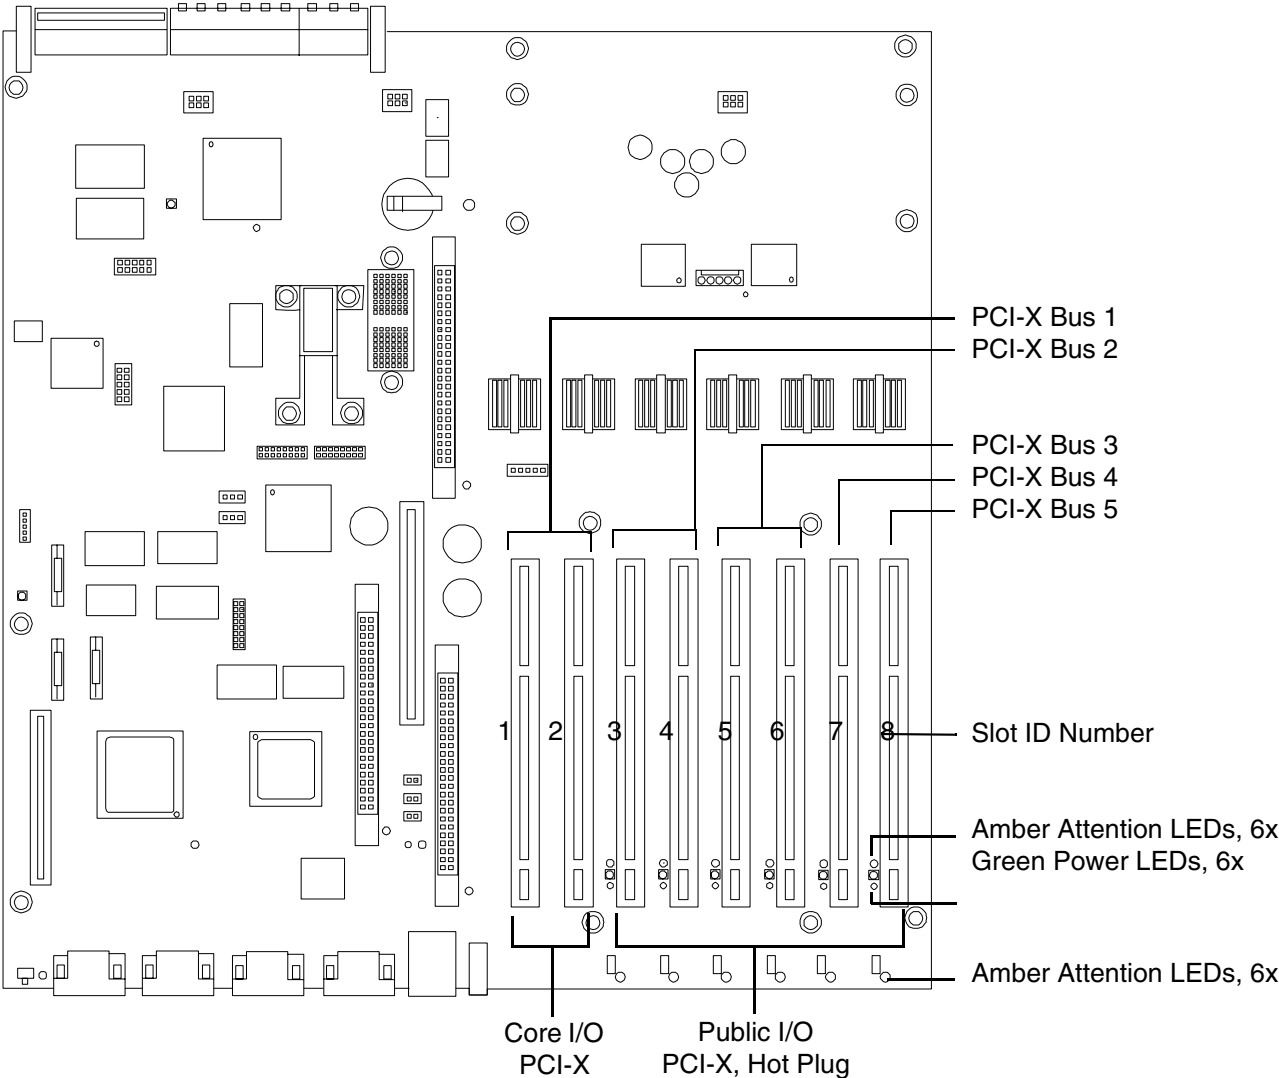 PCI-X Bus 1
PCI-X Bus 2
PCI-X Bus 3
PCI-X Bus 4
PCI-X Bus 5
1 2 3 4 5 6 7 8
Slot ID Number
Amber Attention LEDs, 6x
Green Power LEDs, 6x
Amber Attention LEDs, 6x
Core I/O
PCI-X
Public I/O
PCI-X, Hot Plug